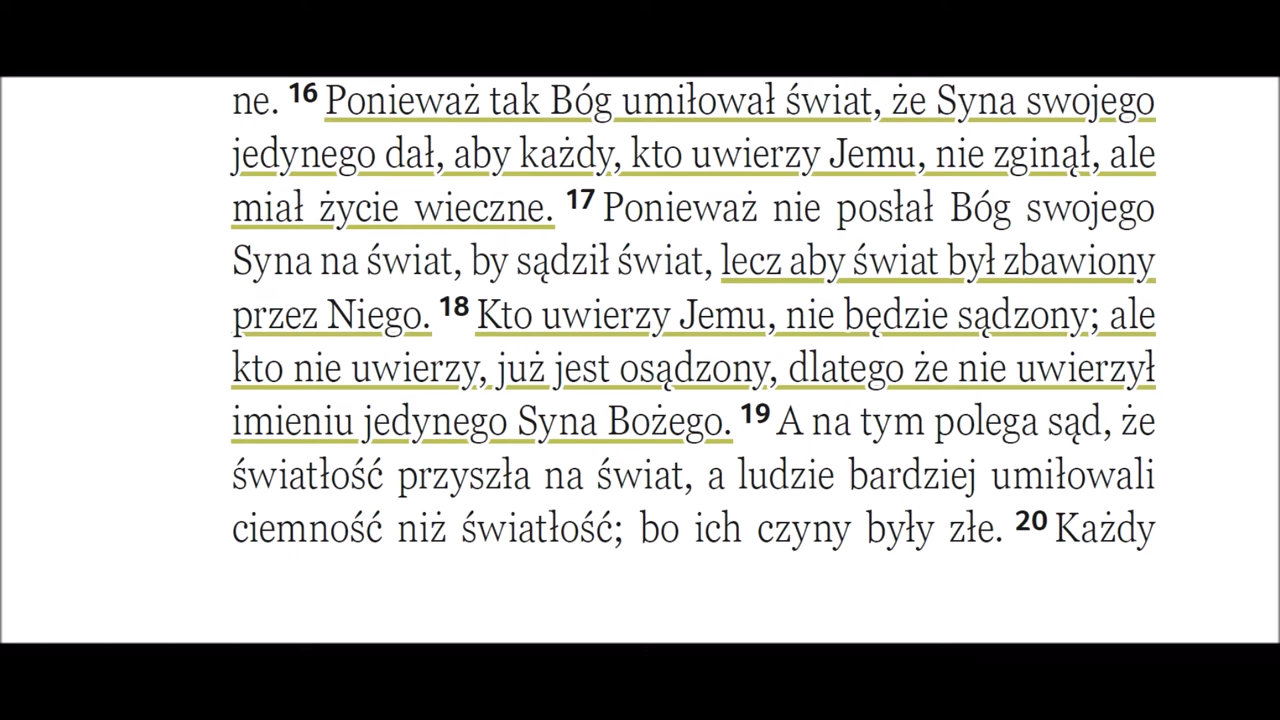 ne. 16 Ponieważ tak Bóg umiłował świat, że Syna swojego
jedynego dał, aby każdy, kto uwierzy Jemu, nie zginął, ale
miał życie wieczne. 17 Ponieważ nie posłał Bóg swojego
Syna na świat, by sądził świat, lecz aby świat był zbawiony
przez Niego. 18 Kto uwierzy Jemu, nie będzie sądzony; ale
kto nie uwierzy, już jest osądzony, dlatego że nie uwierzył
imieniu jedynego Syna Bożego. 19 A na tym polega sąd, że
światłość przyszła na świat, a ludzie bardziej umiłowali
ciemność niż światłość; bo ich czyny były złe. 20 Każdy